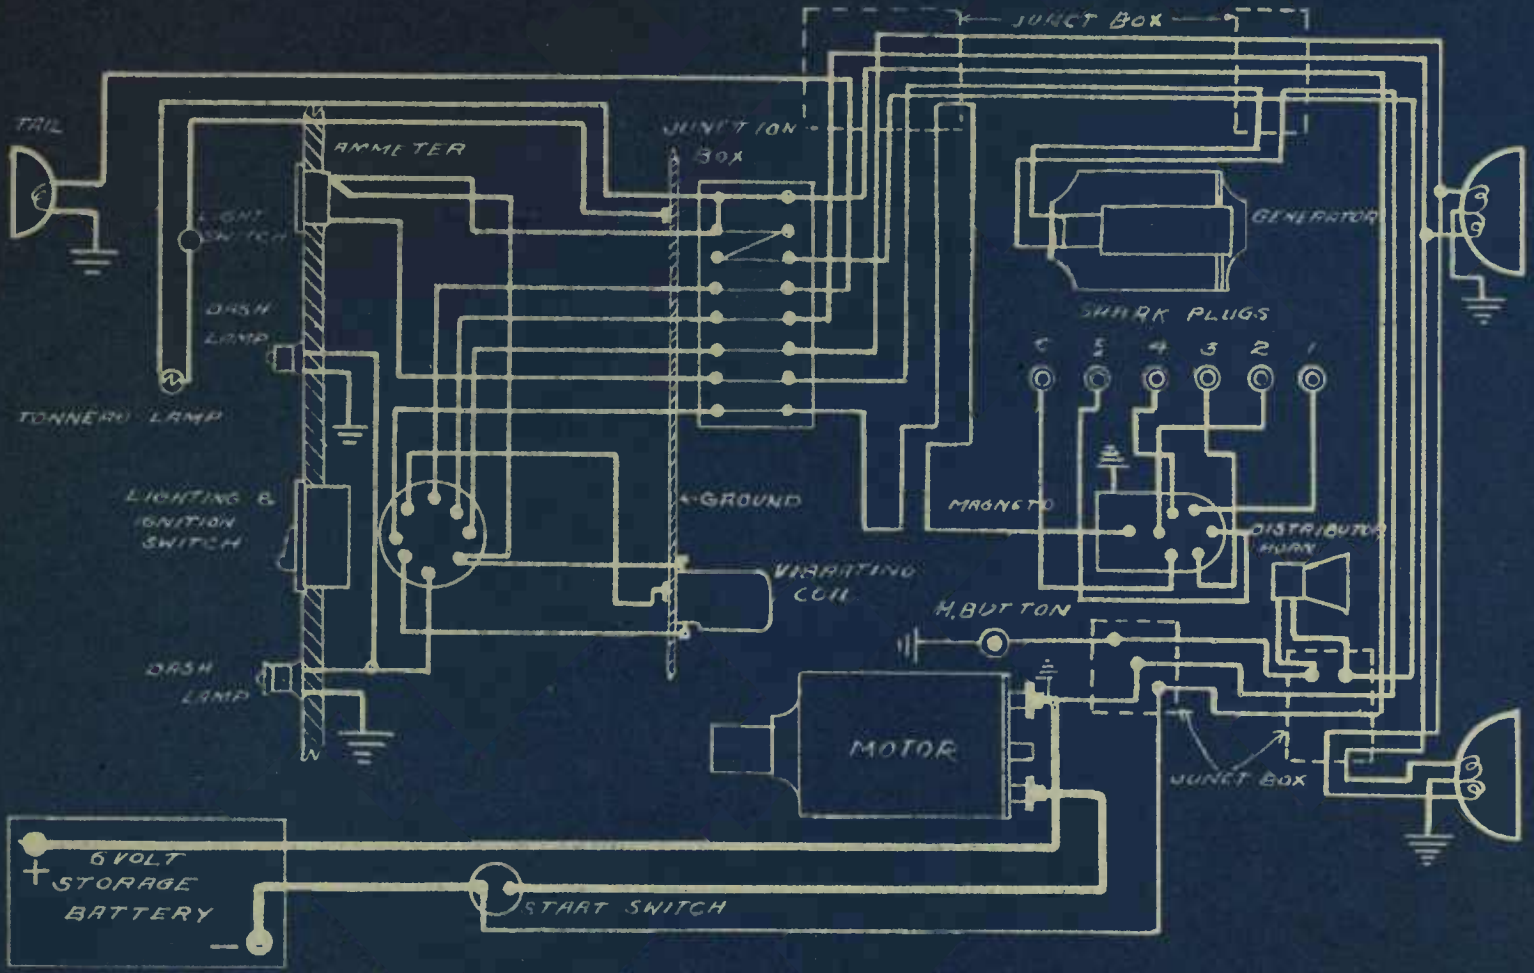 JUNCT BOX
TAIL
AMMETER
JUNCTION
BOX
LIGHT
SWITCH
GENERATOR
DASH
LAMP
SPARK PLUGS
6 5 4 3 2 1
TONNEAU LAMP
LIGHTING &
IGNITION
SWITCH
GROUND
MAGNETO
DISTRIBUTOR
HORN
VIBRATING
COIL
H. BUTTON
DASH
LAMP
MOTOR
JUNCT BOX
6 VOLT
+ STORAGE
BATTERY
−
START SWITCH